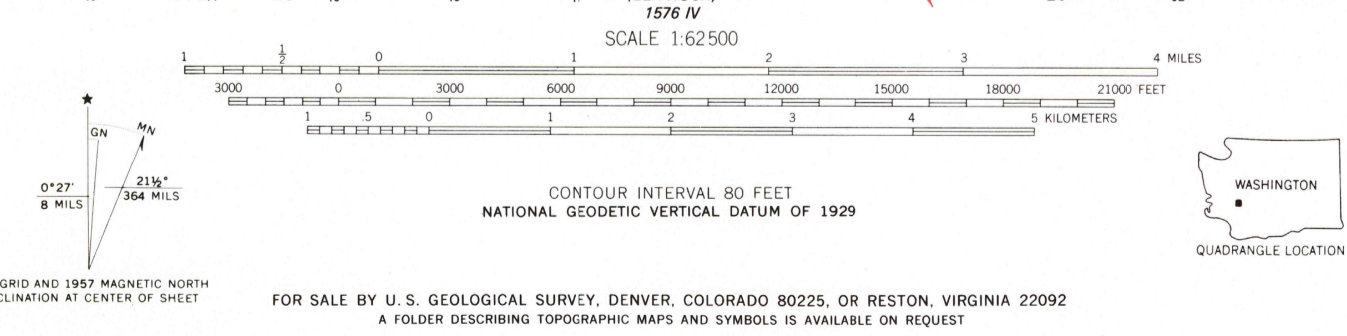 1576 IV
SCALE 1:62500
1 ½ 0 1 2 3 4 MILES
3000 0 3000 6000 9000 12000 15000 18000 21000 FEET
1 .5 0 1 2 3 4 5 KILOMETERS
GN MN
0°27' 21½°
8 MILS 364 MILS
GRID AND 1957 MAGNETIC NORTH
CLINATION AT CENTER OF SHEET
CONTOUR INTERVAL 80 FEET
NATIONAL GEODETIC VERTICAL DATUM OF 1929
WASHINGTON
QUADRANGLE LOCATION
FOR SALE BY U. S. GEOLOGICAL SURVEY, DENVER, COLORADO 80225, OR RESTON, VIRGINIA 22092
A FOLDER DESCRIBING TOPOGRAPHIC MAPS AND SYMBOLS IS AVAILABLE ON REQUEST